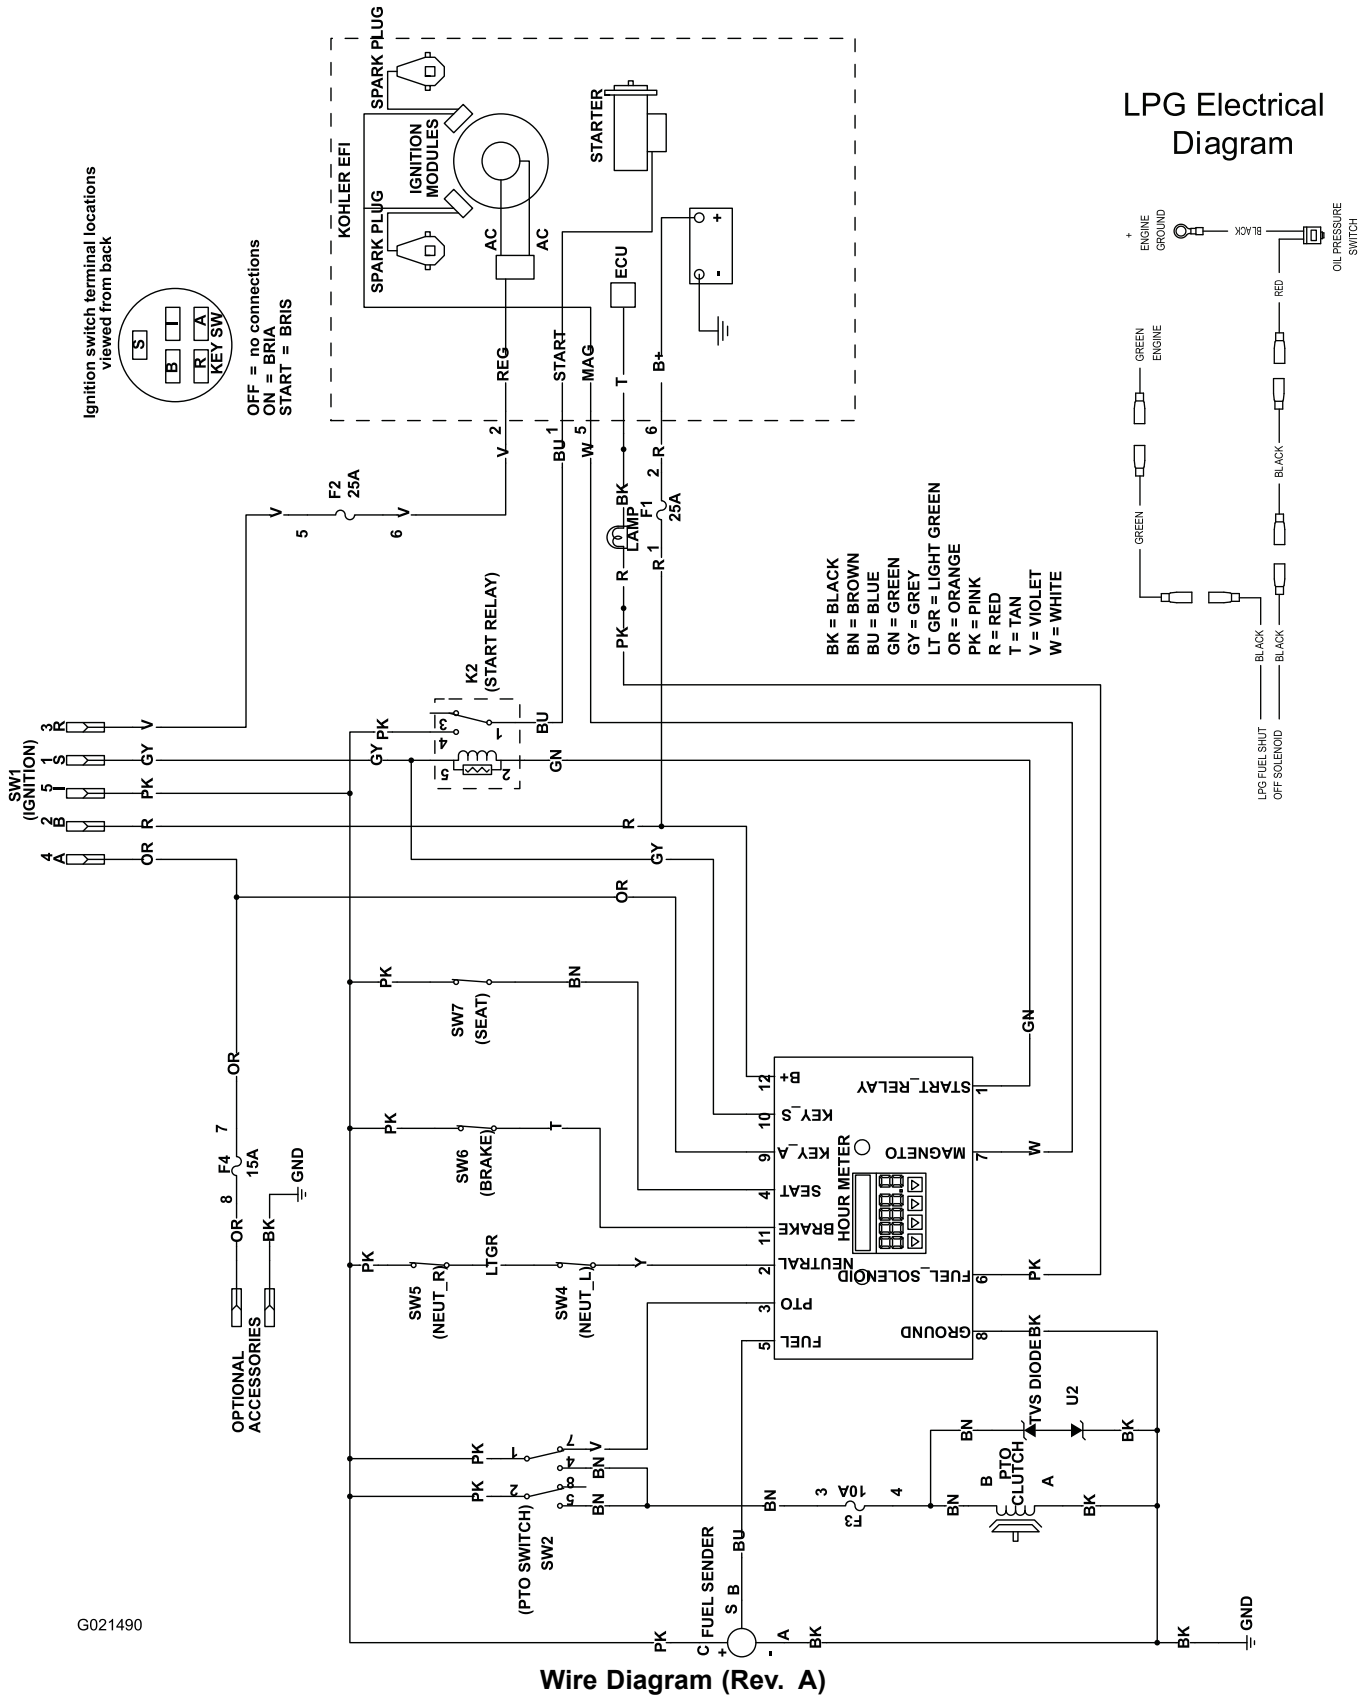 Ignition switch terminal locations
viewed from back
S
B
I
R
A
KEY SW
OFF = no connections
ON = BRIA
START = BRIS
KOHLER EFI
SPARK PLUG
SPARK PLUG
IGNITION
MODULES
AC
AC
STARTER
ECU
+
-
REG
START
MAG
T
B+
2
1
5
6
V
BU
W
BK
R
2
F1
25A
1
R
LAMP
R
PK
F2
25A
V
5
6
V
K2
(START RELAY)
3
4
1
5
2
PK
GY
BU
GN
SW1
(IGNITION)
3
R
V
1
S
GY
5
I
PK
2
B
R
4
A
OR
R
GY
OR
BK = BLACK
BN = BROWN
BU = BLUE
GN = GREEN
GY = GREY
LT GR = LIGHT GREEN
OR = ORANGE
PK = PINK
R = RED
T = TAN
V = VIOLET
W = WHITE
LPG Electrical
Diagram
+
ENGINE
GROUND
BLACK
OIL PRESSURE
SWITCH
RED
GREEN
ENGINE
GREEN
BLACK
BLACK
BLACK
LPG FUEL SHUT
OFF SOLENOID
OR
7
F4
15A
8
OR
BK
GND
OPTIONAL
ACCESSORIES
PK
SW7
(SEAT)
BN
PK
SW6
(BRAKE)
T
PK
SW5
(NEUT_R)
LTGR
SW4
(NEUT_L)
Y
12
B+
10
KEY_S
9
KEY_A
4
SEAT
11
BRAKE
2
NEUTRAL
3
PTO
5
FUEL
HOUR METER
START_RELAY
1
MAGNETO
7
FUEL_SOLENOID
6
GROUND
8
GN
W
PK
BK
PK
1
7
V
4
BN
PK
2
8
5
BN
(PTO SWITCH)
SW2
BN
3
F3
10A
4
BN
TVS DIODE
U2
BK
BN
B
PTO
CLUTCH
A
BK
FUEL SENDER
BU
S
B
C
+
-
A
PK
BK
BK
GND
G021490
Wire Diagram (Rev. A)